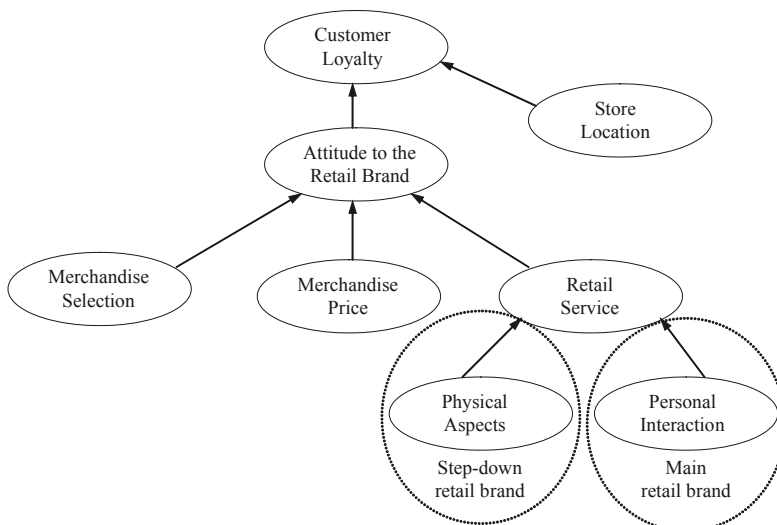 Customer
Loyalty
Store
Location
Attitude to the
Retail Brand
Merchandise
Selection
Merchandise
Price
Retail
Service
Physical
Aspects
Personal
Interaction
Step-down
retail brand
Main
retail brand